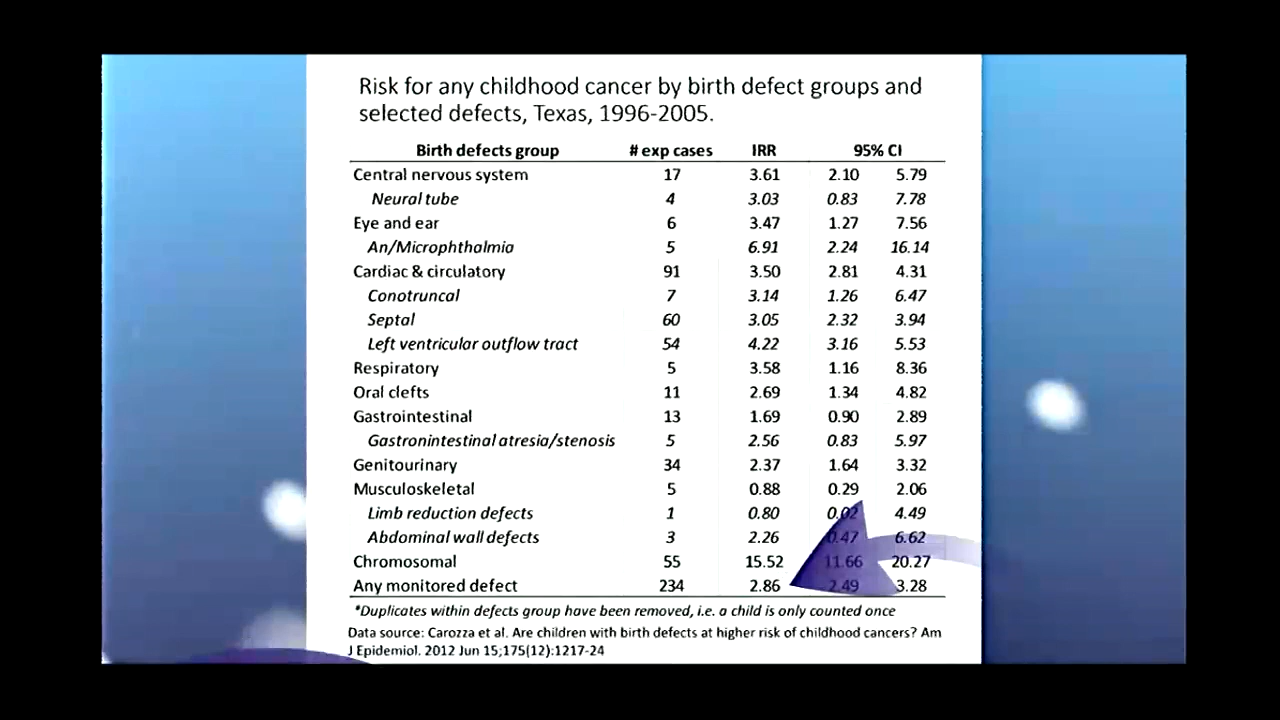 Risk for any childhood cancer by birth defect groups and
selected defects, Texas, 1996-2005.
Birth defects group # exp cases IRR 95% CI
Central nervous system 17 3.61 2.10 5.79
Neural tube 4 3.03 0.83 7.78
Eye and ear 6 3.47 1.27 7.56
An/Microphthalmia 5 6.91 2.24 16.14
Cardiac & circulatory 91 3.50 2.81 4.31
Conotruncal 7 3.14 1.26 6.47
Septal 60 3.05 2.32 3.94
Left ventricular outflow tract 54 4.22 3.16 5.53
Respiratory 5 3.58 1.16 8.36
Oral clefts 11 2.69 1.34 4.82
Gastrointestinal 13 1.69 0.90 2.89
Gastronintestinal atresia/stenosis 5 2.56 0.83 5.97
Genitourinary 34 2.37 1.64 3.32
Musculoskeletal 5 0.88 0.29 2.06
Limb reduction defects 1 0.80 0.02 4.49
Abdominal wall defects 3 2.26 0.47 6.62
Chromosomal 55 15.52 11.66 20.27
Any monitored defect 234 2.86 2.49 3.28
*Duplicates within defects group have been removed, i.e. a child is only counted once
Data source: Carozza et al. Are children with birth defects at higher risk of childhood cancers? Am
J Epidemiol. 2012 Jun 15;175(12):1217-24